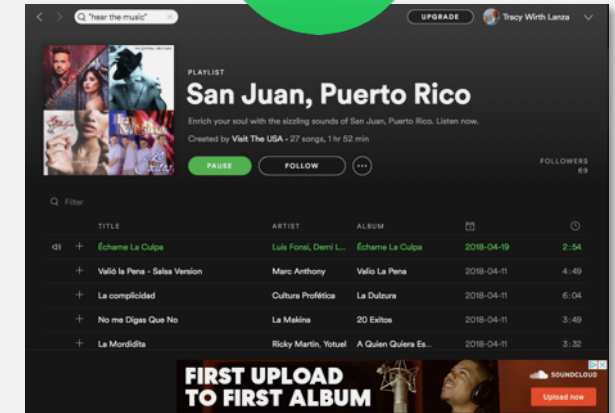 "hear the music"
UPGRADE
Tracy Wirth Lanza
PLAYLIST
San Juan, Puerto Rico
Enrich your soul with the sizzling sounds of San Juan, Puerto Rico. Listen now.
Created by Visit The USA • 27 songs, 1 hr 52 min
PAUSE
FOLLOW
FOLLOWERS
69
Filter
TITLE ARTIST ALBUM
Échame La Culpa Luis Fonsi, Demi L... Échame La Culpa 2018-04-19 2:54
Valió la Pena - Salsa Version Marc Anthony Valio La Pena 2018-04-11 4:49
La complicidad Cultura Profética La Dulzura 2018-04-11 6:04
No me Digas Que No La Makina 20 Exitos 2018-04-11 3:49
La Mordidita Ricky Martin, Yotuel A Quien Quiera Es... 2018-04-11 3:32
FIRST UPLOAD
TO FIRST ALBUM
SOUNDCLOUD
Upload now